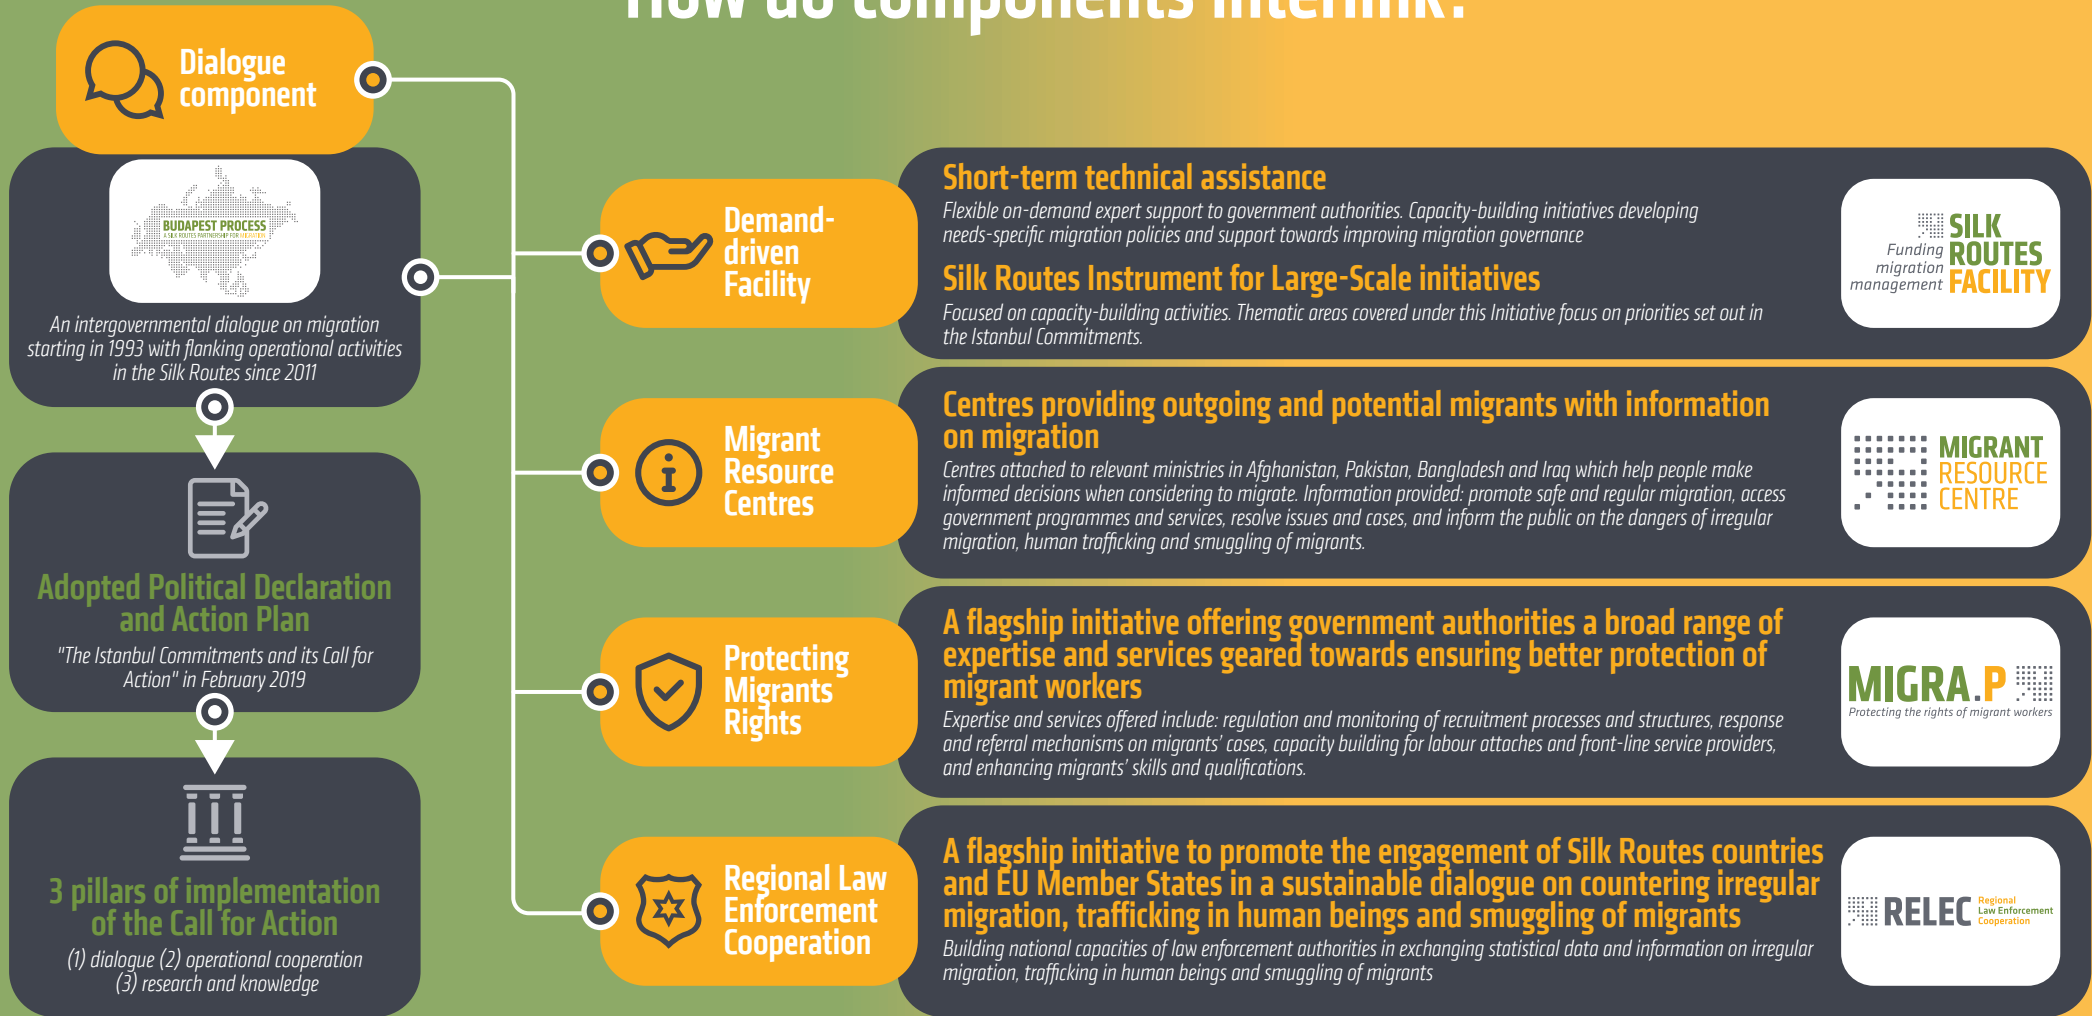 How do components interlink?
Dialogue
component
BUDAPEST PROCESS
A SILK ROUTES PARTNERSHIP FOR MIGRATION
An intergovernmental dialogue on migration
starting in 1993 with flanking operational activities
in the Silk Routes since 2011
Adopted Political Declaration
and Action Plan
"The Istanbul Commitments and its Call for
Action" in February 2019
3 pillars of implementation
of the Call for Action
(1) dialogue (2) operational cooperation
(3) research and knowledge
Demand-
driven
Facility
Short-term technical assistance
Flexible on-demand expert support to government authorities. Capacity-building initiatives developing
needs-specific migration policies and support towards improving migration governance
Silk Routes Instrument for Large-Scale initiatives
Focused on capacity-building activities. Thematic areas covered under this Initiative focus on priorities set out in
the Istanbul Commitments.
Funding
migration
management
SILK
ROUTES
FACILITY
Migrant
Resource
Centres
Centres providing outgoing and potential migrants with information
on migration
Centres attached to relevant ministries in Afghanistan, Pakistan, Bangladesh and Iraq which help people make
informed decisions when considering to migrate. Information provided: promote safe and regular migration, access
government programmes and services, resolve issues and cases, and inform the public on the dangers of irregular
migration, human trafficking and smuggling of migrants.
MIGRANT
RESOURCE
CENTRE
Protecting
Migrants
Rights
A flagship initiative offering government authorities a broad range of
expertise and services geared towards ensuring better protection of
migrant workers
Expertise and services offered include: regulation and monitoring of recruitment processes and structures, response
and referral mechanisms on migrants' cases, capacity building for labour attaches and front-line service providers,
and enhancing migrants' skills and qualifications.
MIGRA.P
Protecting the rights of migrant workers
Regional Law
Enforcement
Cooperation
A flagship initiative to promote the engagement of Silk Routes countries
and EU Member States in a sustainable dialogue on countering irregular
migration, trafficking in human beings and smuggling of migrants
Building national capacities of law enforcement authorities in exchanging statistical data and information on irregular
migration, trafficking in human beings and smuggling of migrants
RELEC
Regional
Law Enforcement
Cooperation